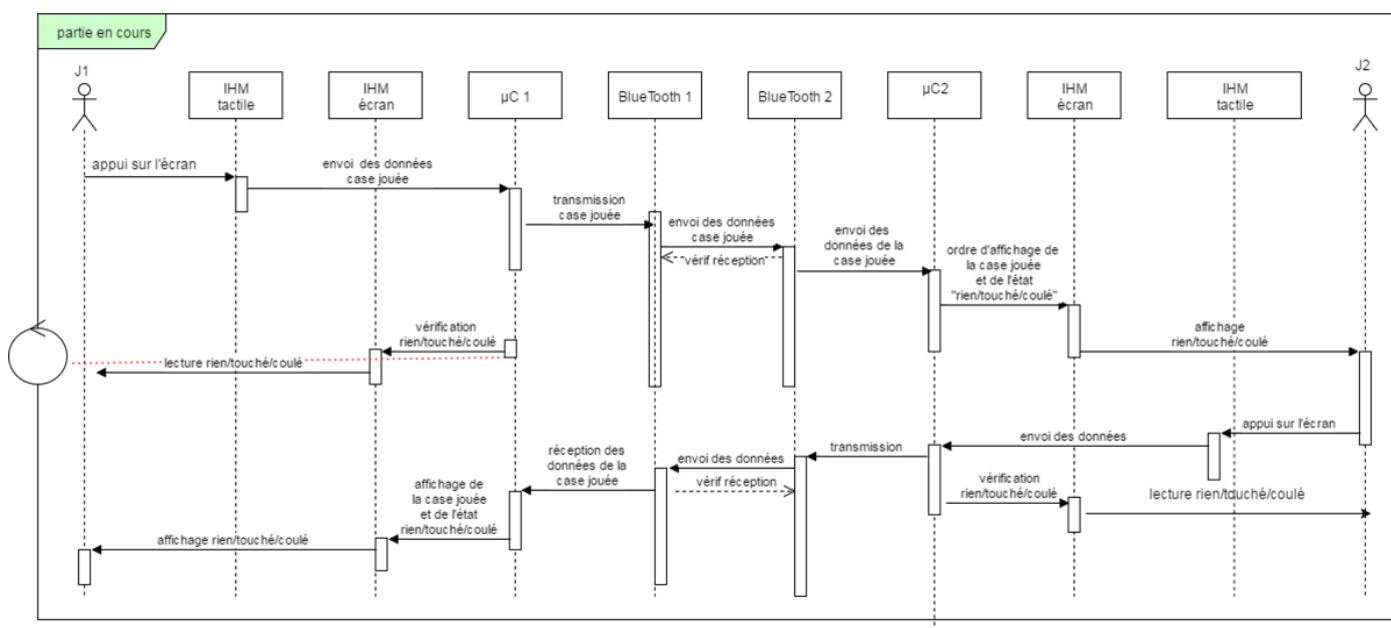 partie en cours
J1
IHM
tactile
IHM
écran
µC 1
BlueTooth 1
BlueTooth 2
µC2
IHM
écran
IHM
tactile
J2
appui sur l'écran
envoi des données
case jouée
transmission
case jouée
envoi des données
case jouée
vérif réception
envoi des
données de la
case jouée
ordre d'affichage de
la case jouée
et de l'état
"rien/touché/coulé"
vérification
rien/touché/coulé
affichage
rien/touché/coulé
lecture rien/touché/coulé
appui sur l'écran
envoi des données
transmission
réception des
données de la
case jouée
envoi des données
vérif réception
vérification
rien/touché/coulé
lecture rien/touché/coulé
affichage de
la case jouée
et de l'état
rien/touché/coulé
affichage rien/touché/coulé